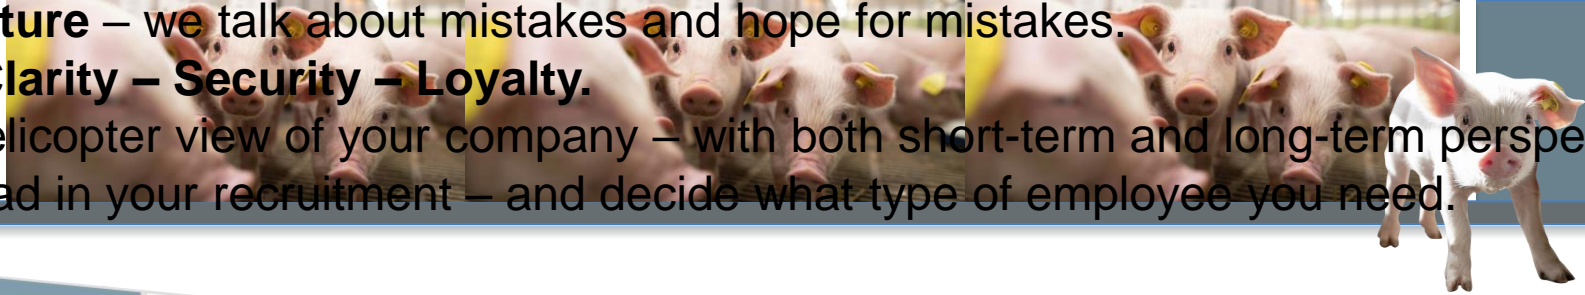 ture – we talk about mistakes and hope for mistakes.
Clarity – Security – Loyalty.
elicopter view of your company – with both short-term and long-term perspe
ad in your recruitment – and decide what type of employee you need.